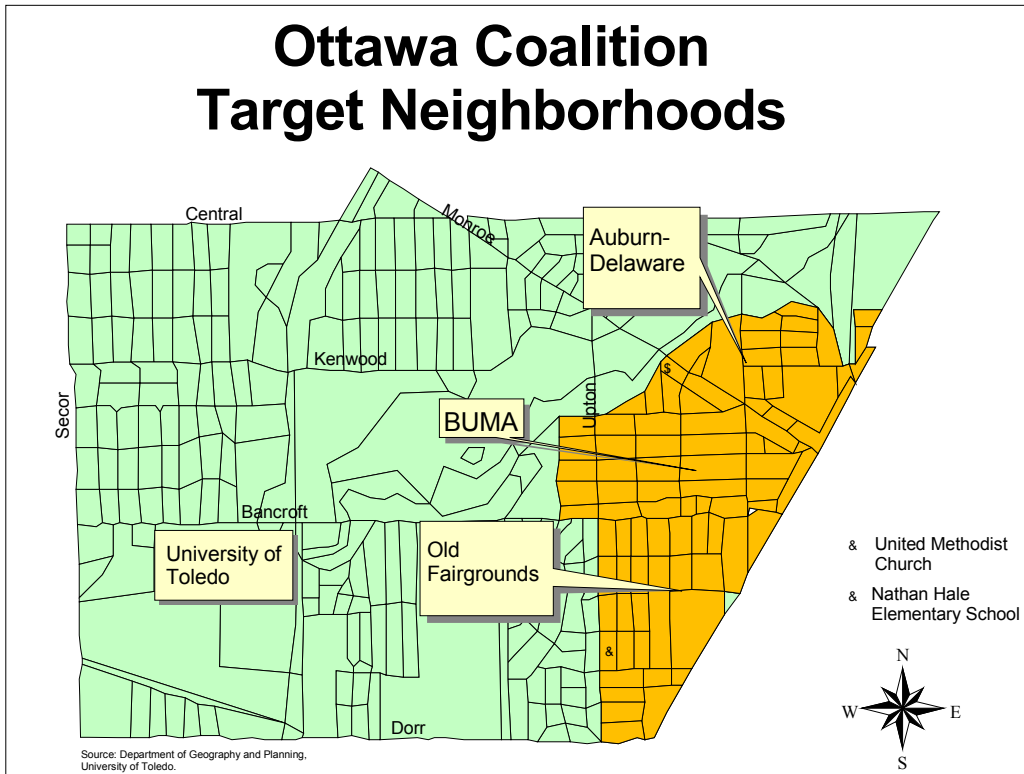 Ottawa Coalition
Target Neighborhoods
Central
Monroe
Auburn-
Delaware
Kenwood
$
Secor
Upton
BUMA
Bancroft
University of
Toledo
Old
Fairgrounds
& United Methodist
Church
& Nathan Hale
Elementary School
&
N
W E
S
Dorr
Source: Department of Geography and Planning,
University of Toledo.